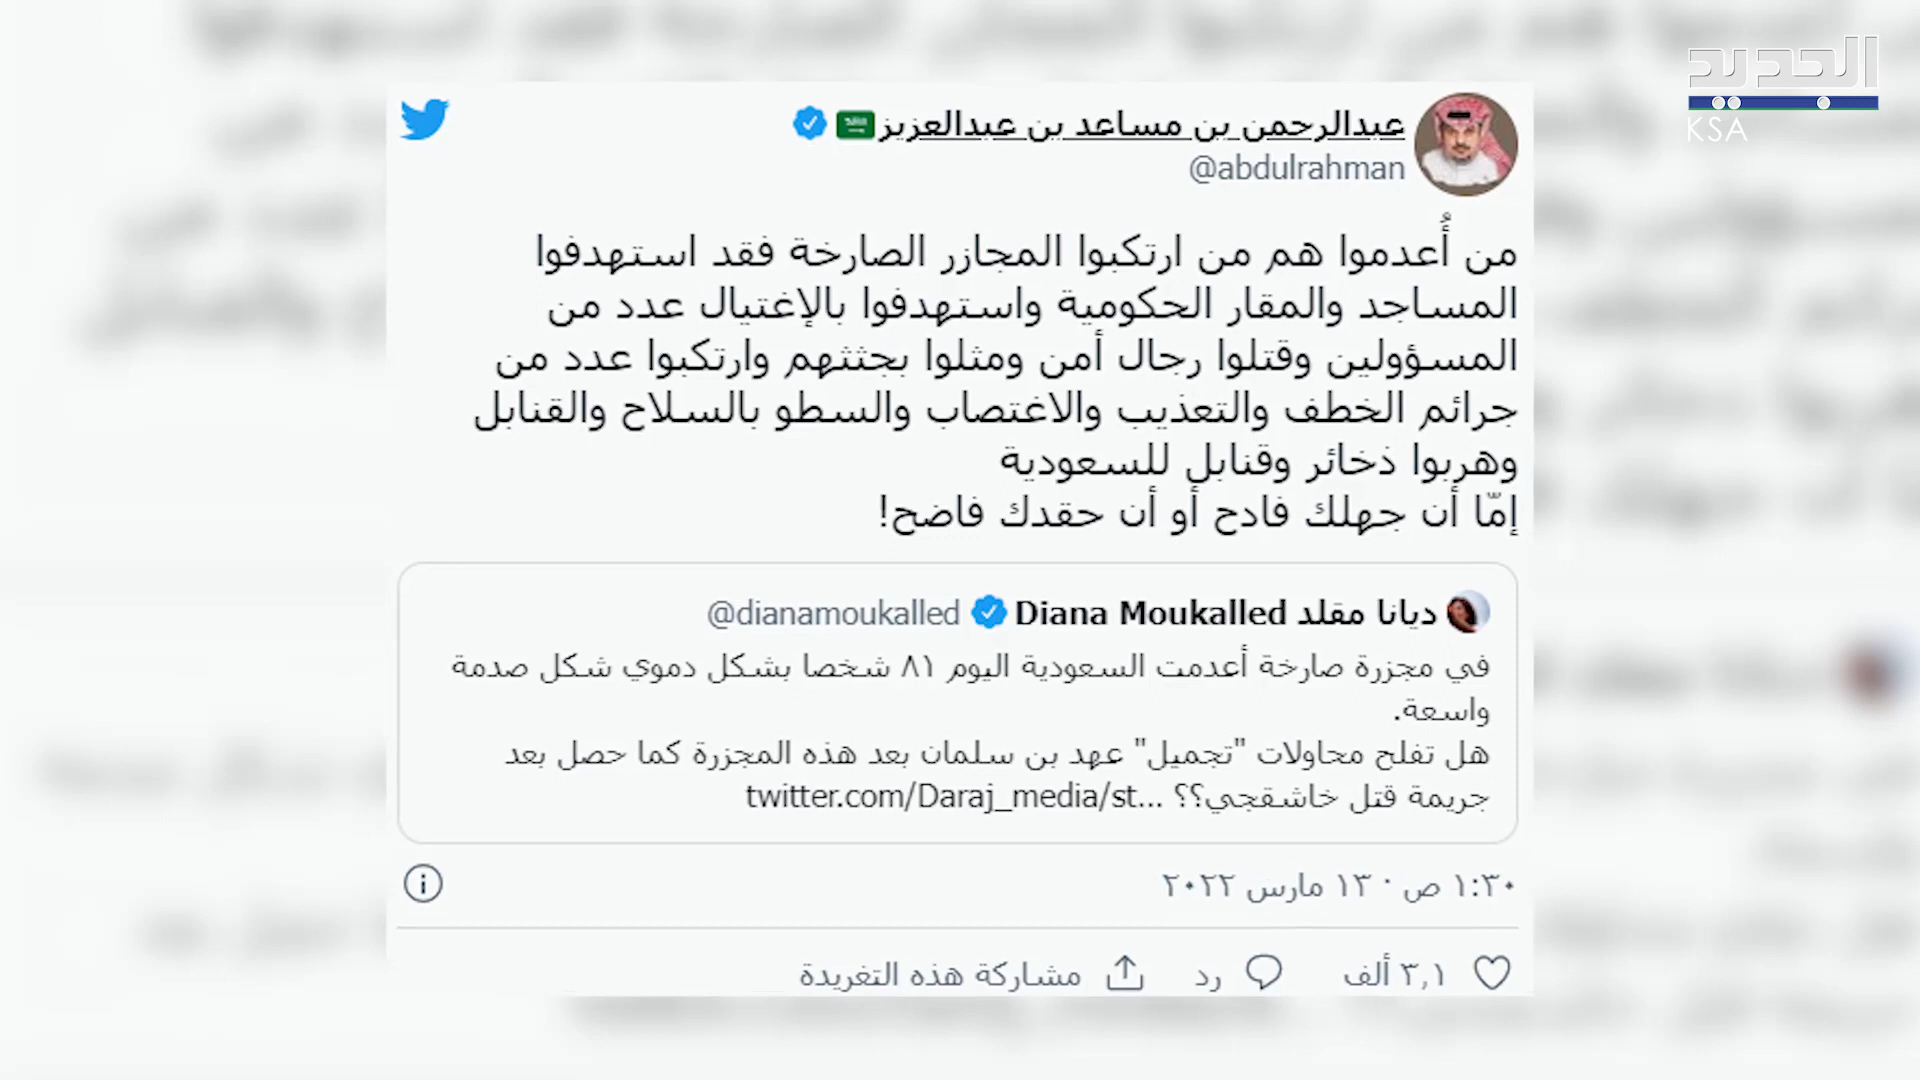 الجديد
KSA
عبدالرحمن بن مساعد بن عبدالعزيز
@abdulrahman
من أُعدموا هم من ارتكبوا المجازر الصارخة فقد استهدفوا
المساجد والمقار الحكومية واستهدفوا بالإغتيال عدد من
المسؤولين وقتلوا رجال أمن ومثلوا بجثثهم وارتكبوا عدد من
جرائم الخطف والتعذيب والاغتصاب والسطو بالسلاح والقنابل
وهربوا ذخائر وقنابل للسعودية
إمّا أن جهلك فادح أو أن حقدك فاضح!
ديانا مقلد Diana Moukalled @dianamoukalled
في مجزرة صارخة أعدمت السعودية اليوم ٨١ شخصا بشكل دموي شكل صدمة
واسعة.
هل تفلح محاولات "تجميل" عهد بن سلمان بعد هذه المجزرة كما حصل بعد
جريمة قتل خاشقجي؟؟ twitter.com/Daraj_media/st…
١:٣٠ ص · ١٣ مارس ٢٠٢٢
٣,١ ألف رد مشاركة هذه التغريدة